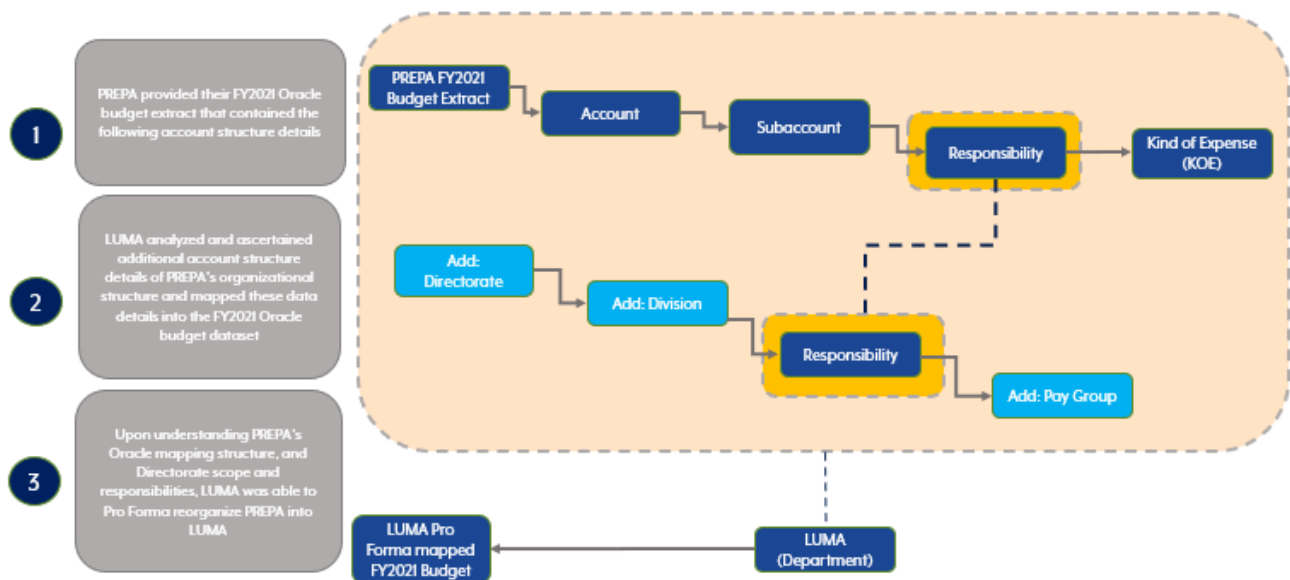 1
PREPA provided their FY2021 Oracle
budget extract that contained the
following account structure details
PREPA FY2021
Budget Extract
Account
Subaccount
Responsibility
Kind of Expense
(KOE)
2
LUMA analyzed and ascertained
additional account structure
details of PREPA's organizational
structure and mapped these data
details into the FY2021 Oracle
budget dataset
Add:
Directorate
Add: Division
Responsibility
Add: Pay Group
3
Upon understanding PREPA's
Oracle mapping structure, and
Directorate scope and
responsibilities, LUMA was able to
Pro Forma reorganize PREPA into
LUMA
LUMA Pro
Forma mapped
FY2021 Budget
LUMA
(Department)